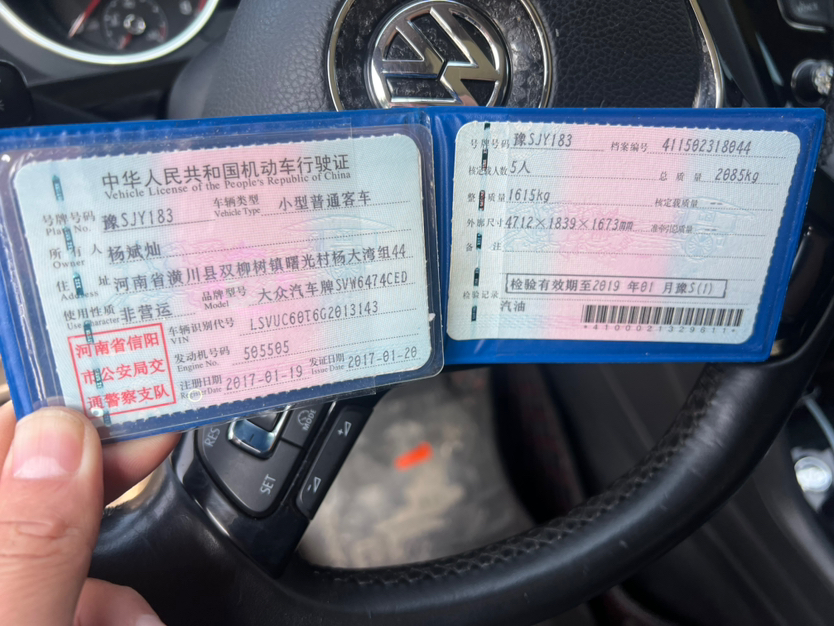 中华人民共和国机动车行驶证
Vehicle License of the People's Republic of China
号牌号码 豫SJY183 车辆类型 小型普通客车
Plate No. Vehicle Type
所有人 杨斌灿
Owner
住址 河南省潢川县双柳树镇曙光村杨大湾组44
Address
使用性质 非营运 品牌型号 大众汽车牌SVW6474CED
Use Character Model
河南省信阳
市公安局交
通警察支队
车辆识别代号 LSVUC60T6G2013143
VIN
发动机号码 505505
Engine No.
注册日期 2017-01-19 发证日期 2017-01-20
Register Date Issue Date
号牌号码 豫SJY183 档案编号 411502318044
核定载人数 5人 总质量 2085kg
整备质量 1615kg 核定载质量 --
外廓尺寸 4712×1839×1673mm 准牵引总质量 --
备注
检验记录 检验有效期至2019 年01 月豫S(1)
汽油
*4100021329811*
RES
MODE
SET